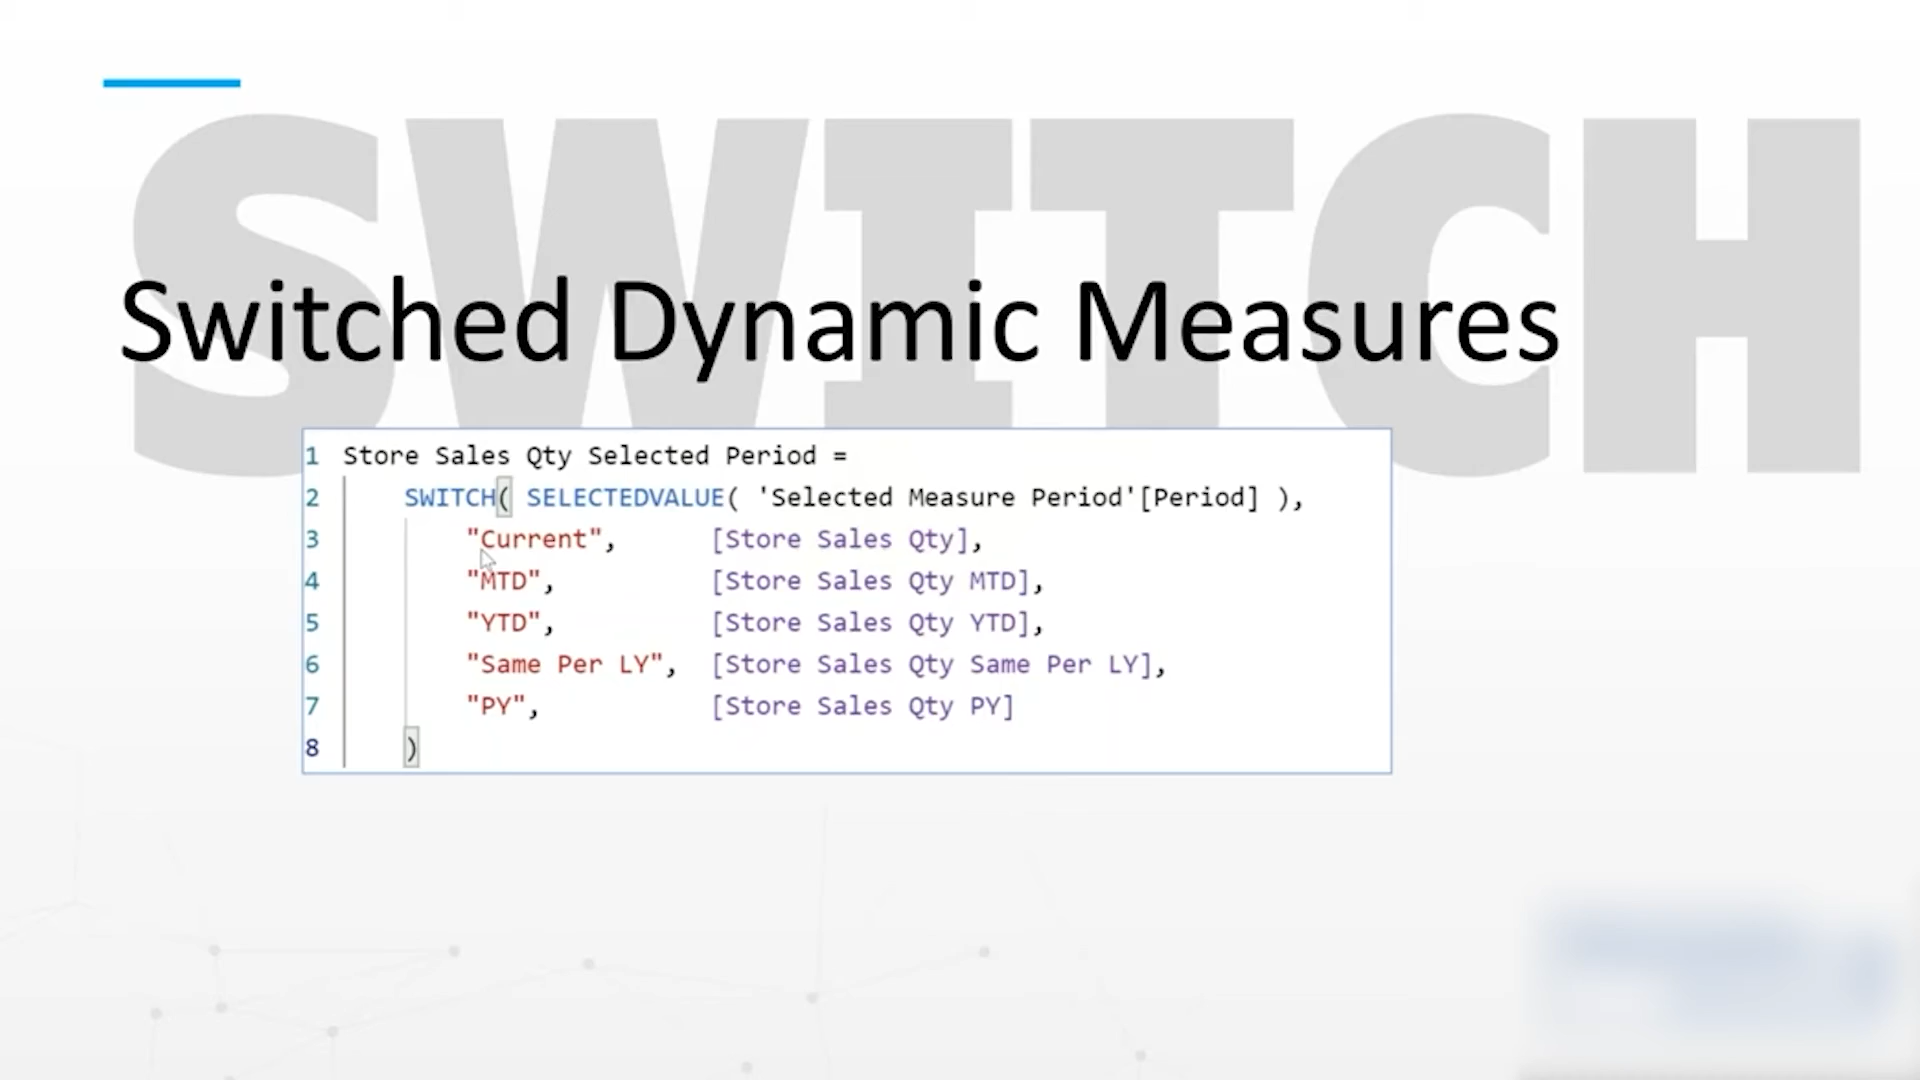 SWITCH
Switched Dynamic Measures
1 Store Sales Qty Selected Period =
2 SWITCH( SELECTEDVALUE( 'Selected Measure Period'[Period] ),
3 "Current", [Store Sales Qty],
4 "MTD", [Store Sales Qty MTD],
5 "YTD", [Store Sales Qty YTD],
6 "Same Per LY", [Store Sales Qty Same Per LY],
7 "PY", [Store Sales Qty PY]
8 )